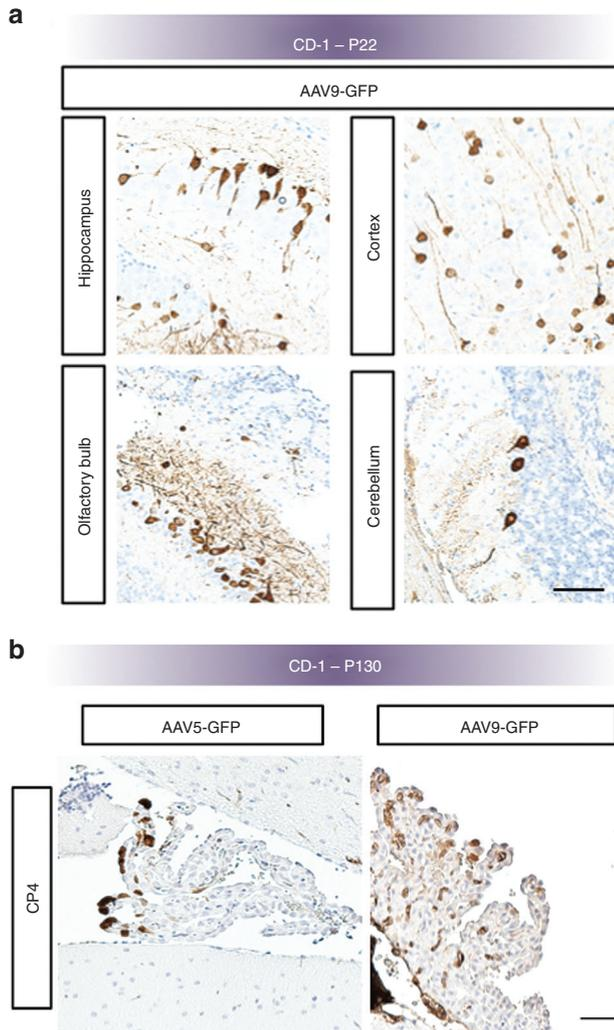 a
CD-1 – P22
AAV9-GFP
Hippocampus
Cortex
Olfactory bulb
Cerebellum
b
CD-1 – P130
AAV5-GFP
AAV9-GFP
CP4